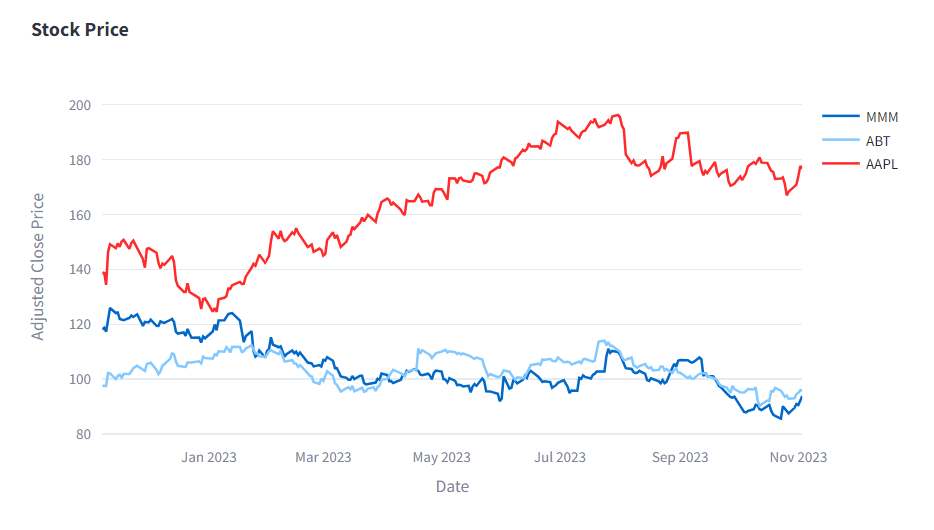 Stock Price
200
180
160
140
120
100
80
Adjusted Close Price
Jan 2023
Mar 2023
May 2023
Jul 2023
Sep 2023
Nov 2023
Date
MMM
ABT
AAPL